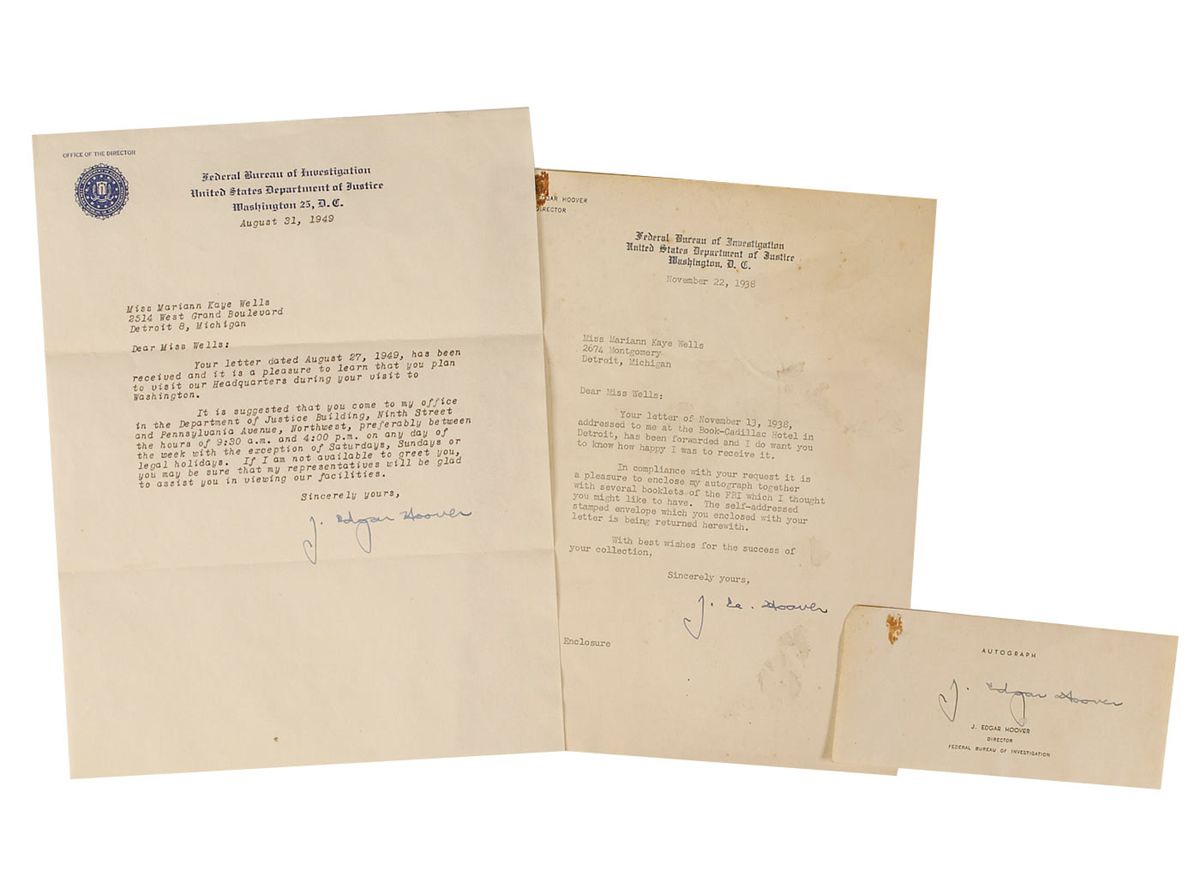 OFFICE OF THE DIRECTOR
Federal Bureau of Investigation
United States Department of Justice
Washington 25, D. C.
August 31, 1949
Miss Mariann Kaye Wells
2514 West Grand Boulevard
Detroit 8, Michigan
Dear Miss Wells:
Your letter dated August 27, 1949, has been
received and it is a pleasure to learn that you plan
to visit our Headquarters during your visit to
Washington.
It is suggested that you come to my office
in the Department of Justice Building, Ninth Street
and Pennsylvania Avenue, Northwest, preferably between
the hours of 9:30 a.m. and 4:00 p.m. on any day of
the week with the exception of Saturdays, Sundays or
legal holidays. If I am not available to greet you,
you may be sure that my representatives will be glad
to assist you in viewing our facilities.
Sincerely yours,
J. Edgar Hoover
HOOVER
DIRECTOR
Federal Bureau of Investigation
United States Department of Justice
Washington, D. C.
November 22, 1938
Miss Mariann Kaye Wells
2674 Montgomery
Detroit, Michigan
Dear Miss Wells:
Your letter of November 13, 1938,
addressed to me at the Book-Cadillac Hotel in
Detroit, has been forwarded and I do want you
to know how happy I was to receive it.
In compliance with your request it is
a pleasure to enclose my autograph together
with several booklets of the FBI which I thought
you might like to have. The self-addressed
stamped envelope which you enclosed with your
letter is being returned herewith.
With best wishes for the success of
your collection,
Sincerely yours,
J. E. Hoover
Enclosure
AUTOGRAPH
J. Edgar Hoover
J. EDGAR HOOVER
DIRECTOR
FEDERAL BUREAU OF INVESTIGATION